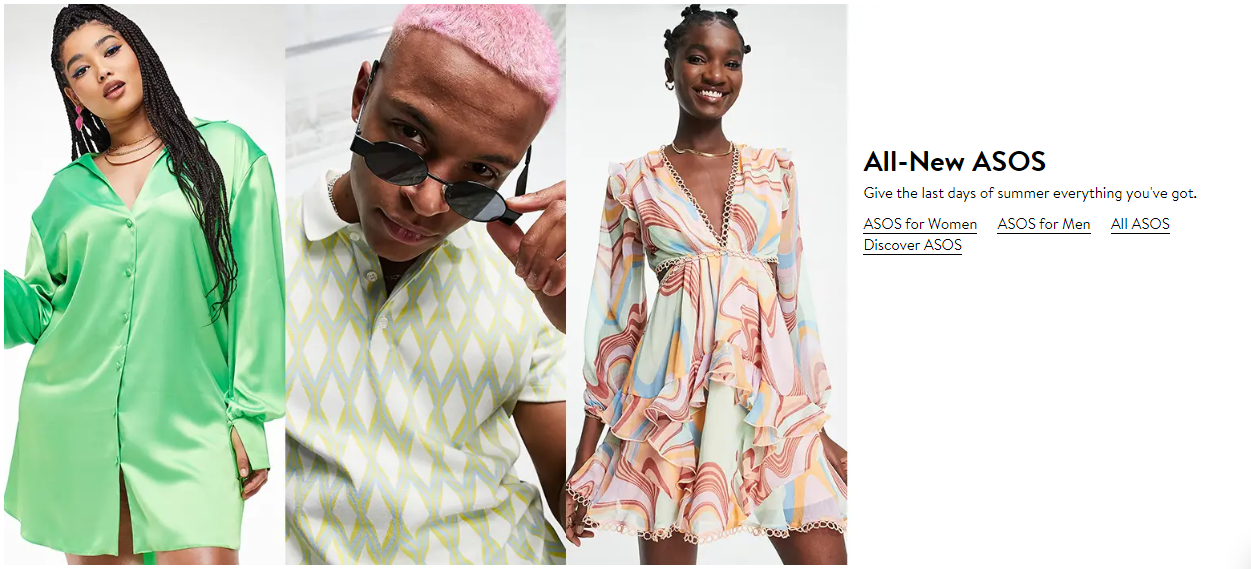 All-New ASOS
Give the last days of summer everything you've got.
ASOS for Women ASOS for Men All ASOS
Discover ASOS